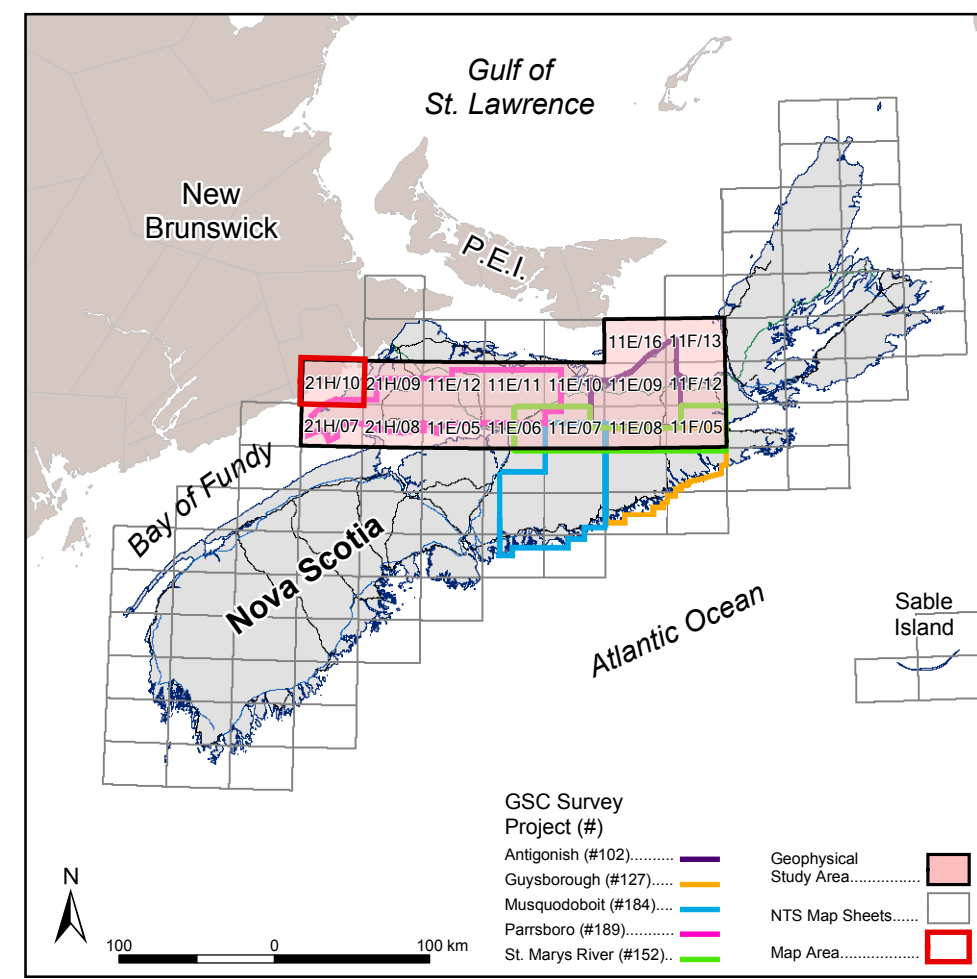 Gulf of
St. Lawrence
New
Brunswick
P.E.I.
11E/16 11F/13
21H/10 21H/09 11E/12 11E/11 11E/10 11E/09 11F/12
21H/07 21H/08 11E/05 11E/06 11E/07 11E/08 11F/05
Bay of Fundy
Nova Scotia
Atlantic Ocean
Sable
Island
GSC Survey
Project (#)
Antigonish (#102)..........
Guysborough (#127).....
Musquodoboit (#184)....
Parrsboro (#189)...........
St. Marys River (#152)..
Geophysical
Study Area................
NTS Map Sheets......
Map Area..................
N
100 0 100 km